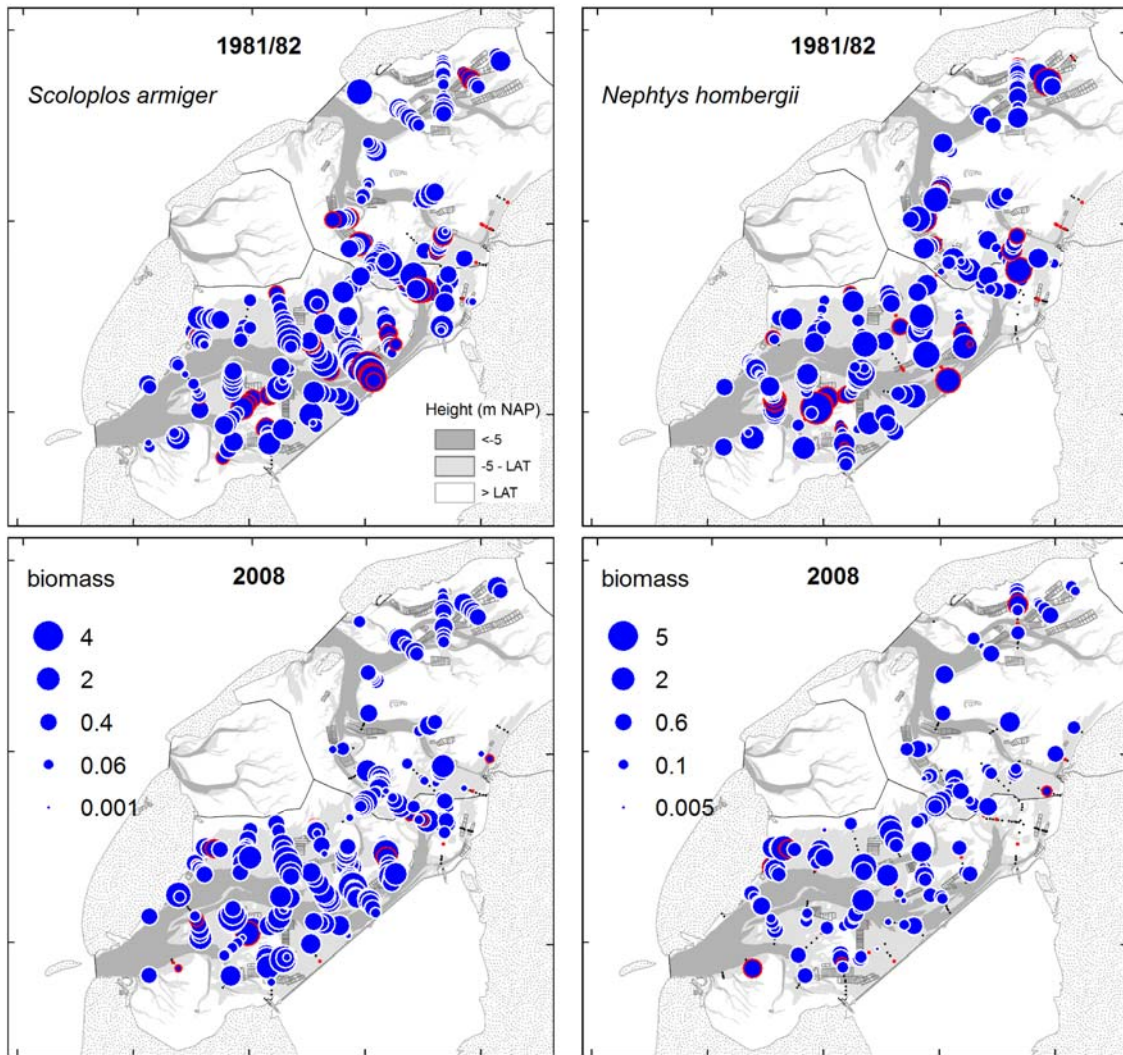 1981/82
Scoloplos armiger
Height (m NAP)
<-5
-5 - LAT
> LAT
1981/82
Nephtys hombergii
2008
biomass
4
2
0.4
0.06
0.001
2008
biomass
5
2
0.6
0.1
0.005